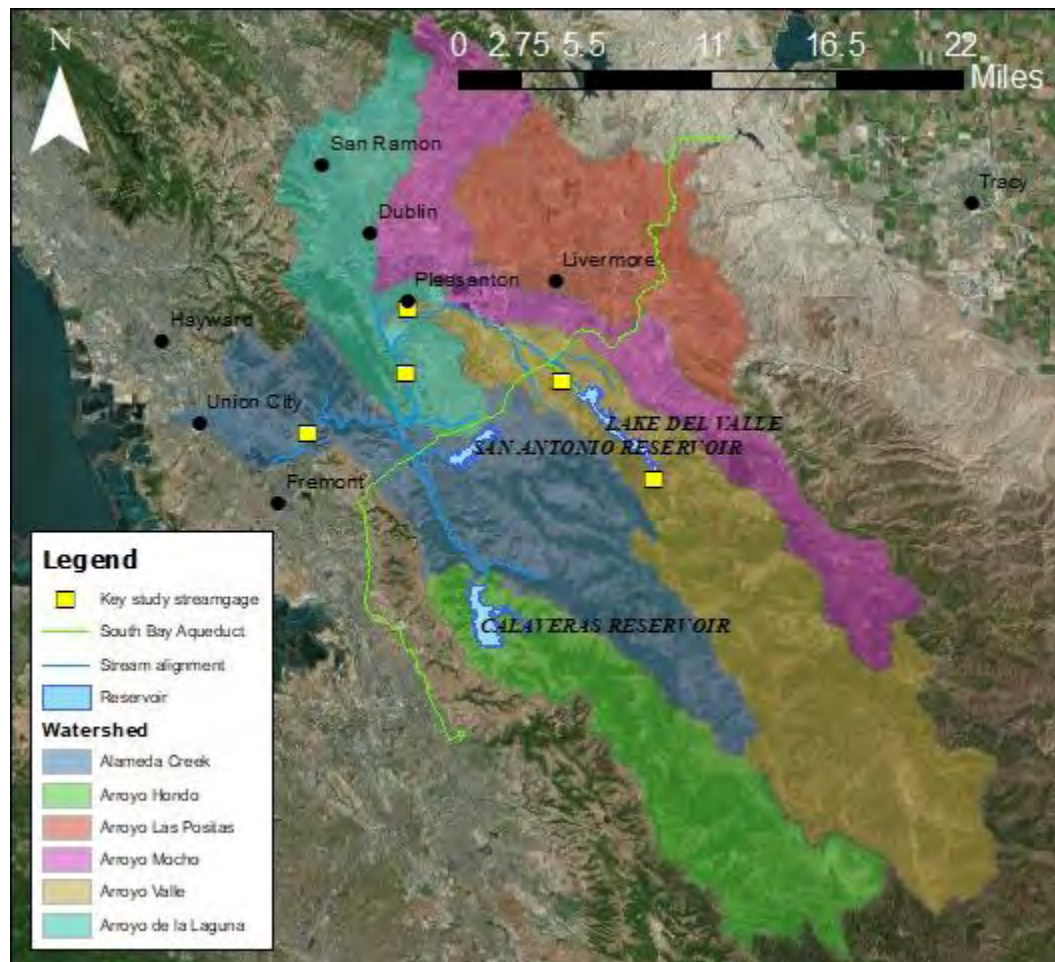 N
0 2.75 5.5 11 16.5 22
Miles
San Ramon
Tracy
Dublin
Livermore
Pleasanton
Hayward
Union City
LAKE DEL VALLE
SAN ANTONIO RESERVOIR
Fremont
CALAVERAS RESERVOIR
Legend
Key study streamgage
South Bay Aqueduct
Stream alignment
Reservoir
Watershed
Alameda Creek
Arroyo Hondo
Arroyo Las Positas
Arroyo Mocho
Arroyo Valle
Arroyo de la Laguna